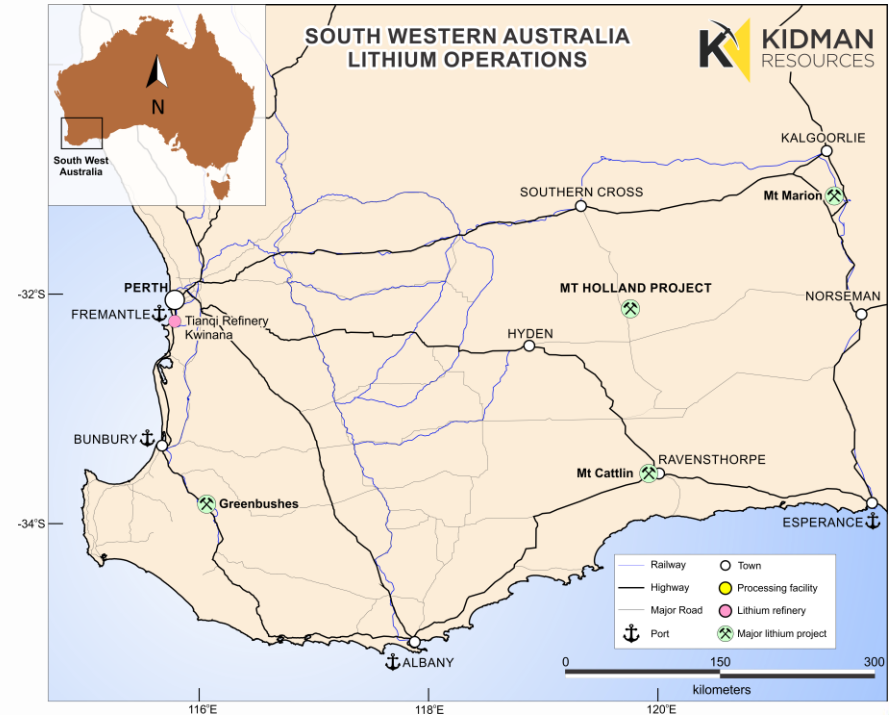 SOUTH WESTERN AUSTRALIA
LITHIUM OPERATIONS
KIDMAN
RESOURCES
N
South West
Australia
KALGOORLIE
Mt Marion
SOUTHERN CROSS
-32°S
PERTH
MT HOLLAND PROJECT
NORSEMAN
FREMANTLE
Tianqi Refinery
Kwinana
HYDEN
BUNBURY
RAVENSTHORPE
Mt Cattlin
Greenbushes
-34°S
ESPERANCE
Railway
Town
Highway
Processing facility
Major Road
Lithium refinery
Port
Major lithium project
ALBANY
0 150 300
kilometers
116°E 118°E 120°E